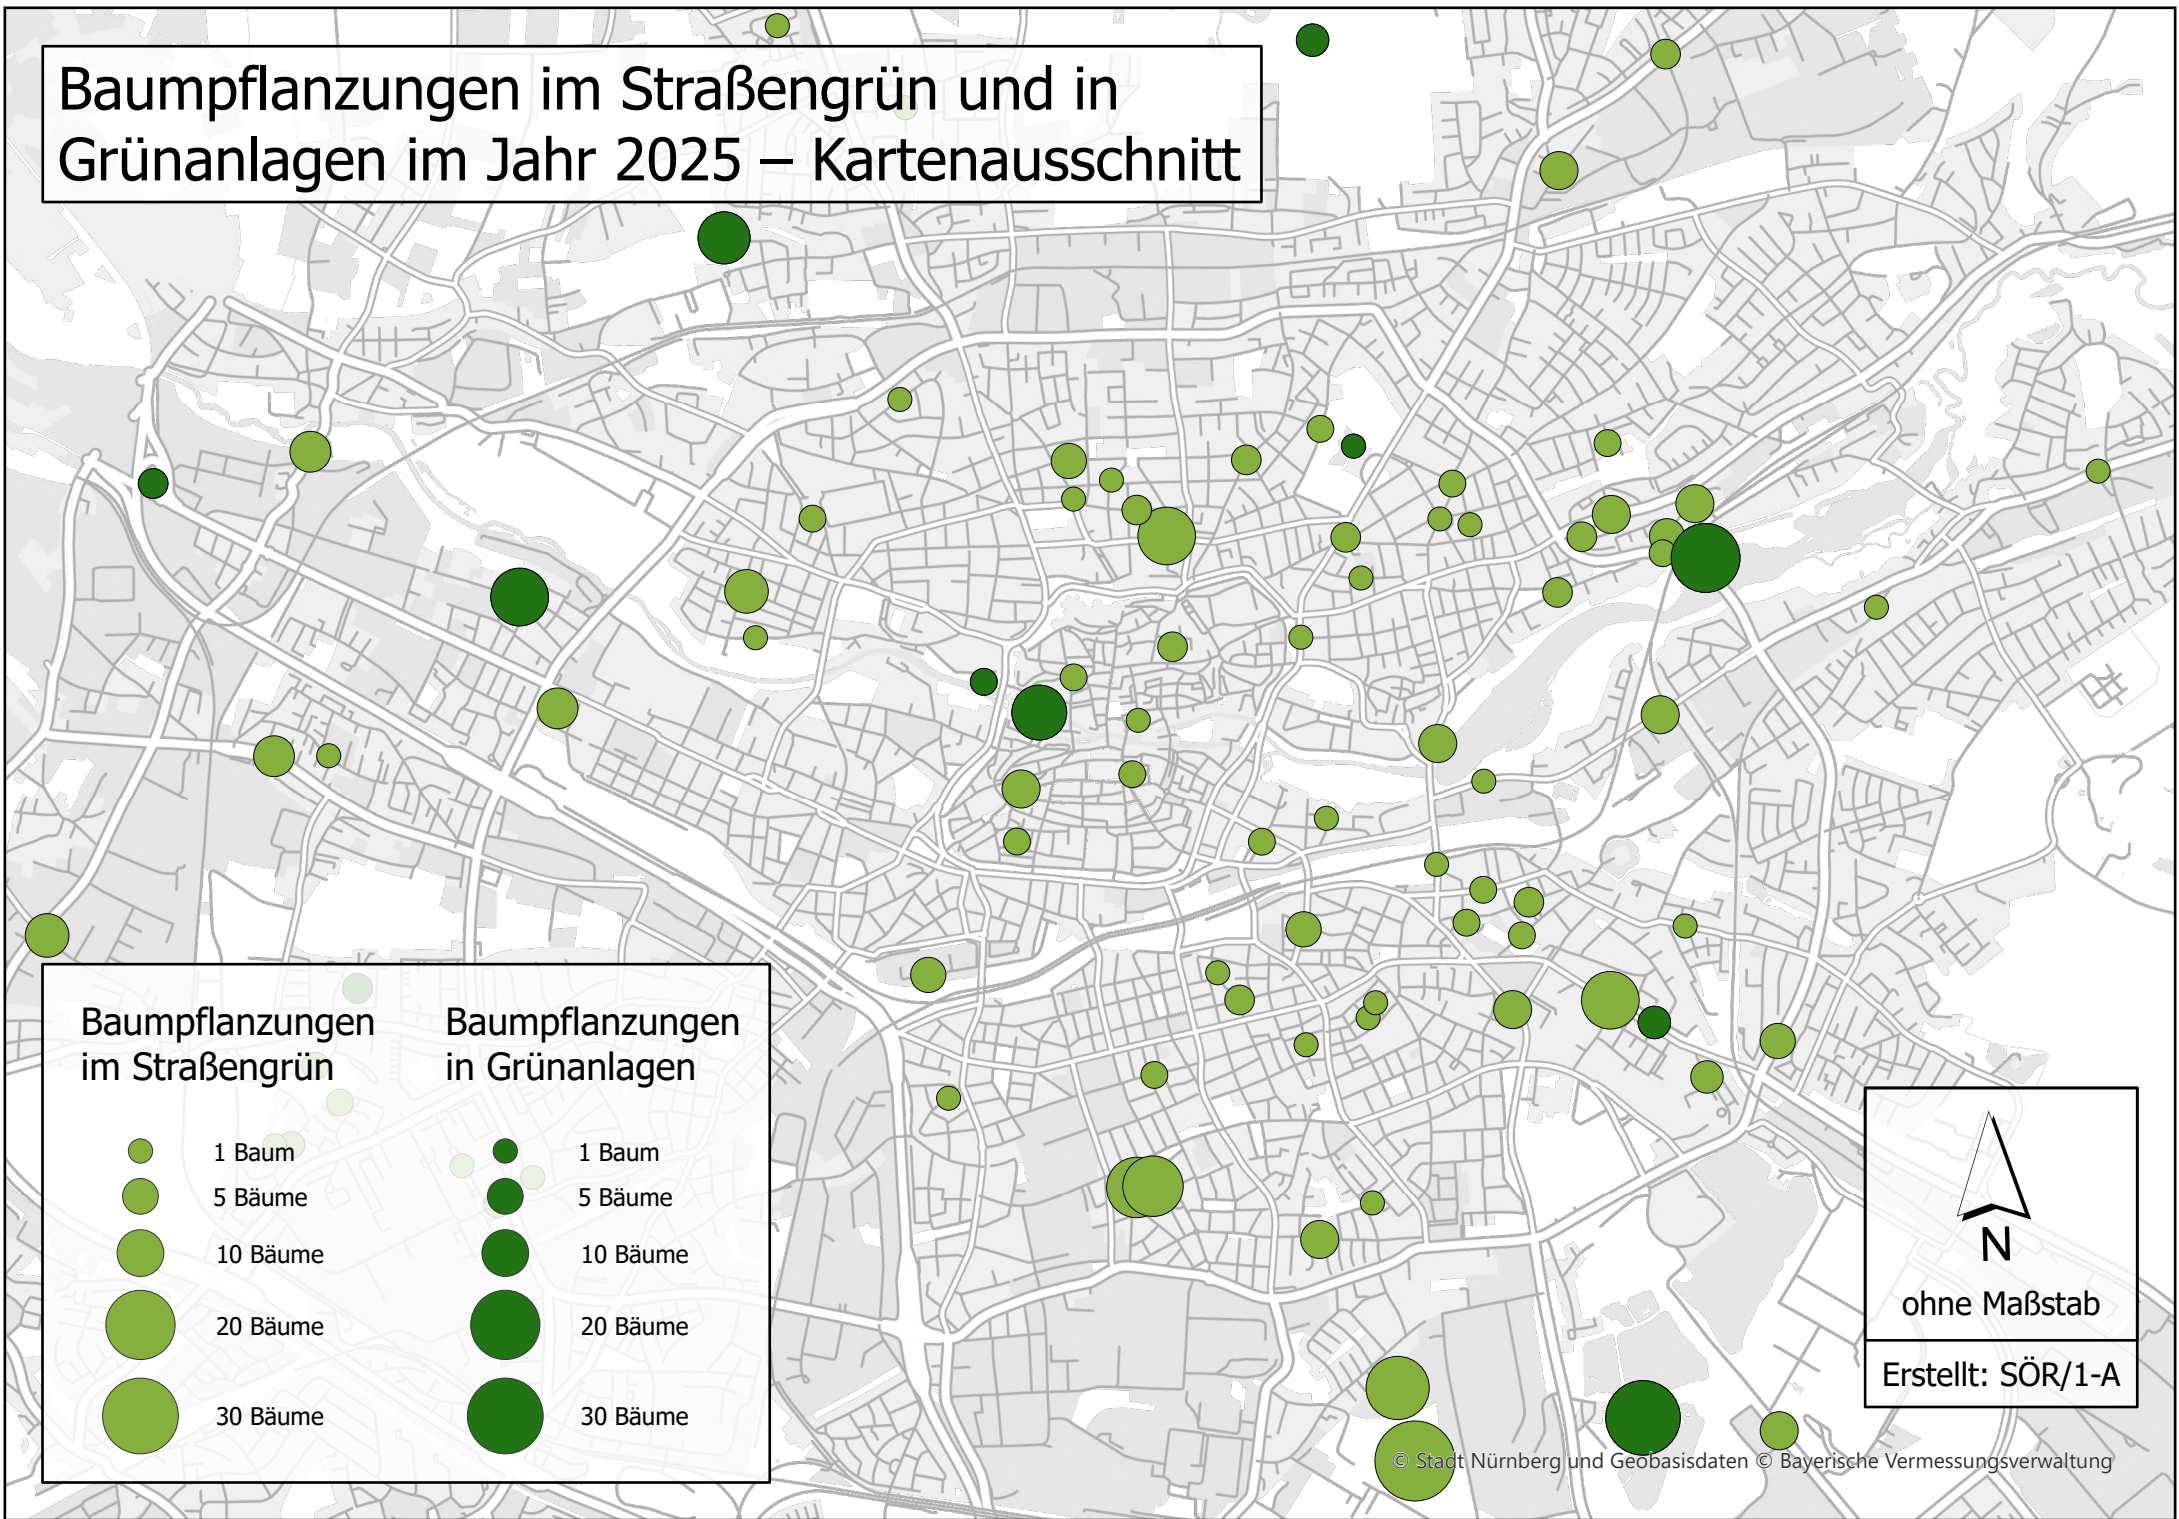 Baumpflanzungen im Straßengrün und in
Grünanlagen im Jahr 2025 – Kartenausschnitt
Baumpflanzungen
im Straßengrün
1 Baum
5 Bäume
10 Bäume
20 Bäume
30 Bäume
Baumpflanzungen
in Grünanlagen
1 Baum
5 Bäume
10 Bäume
20 Bäume
30 Bäume
N
ohne Maßstab
Erstellt: SÖR/1-A
© Stadt Nürnberg und Geobasisdaten © Bayerische Vermessungsverwaltung